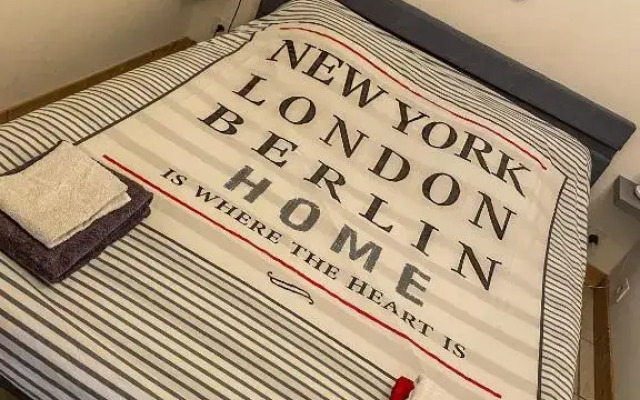 NEW YORK
LONDON
BERLIN
HOME
IS WHERE THE HEART IS